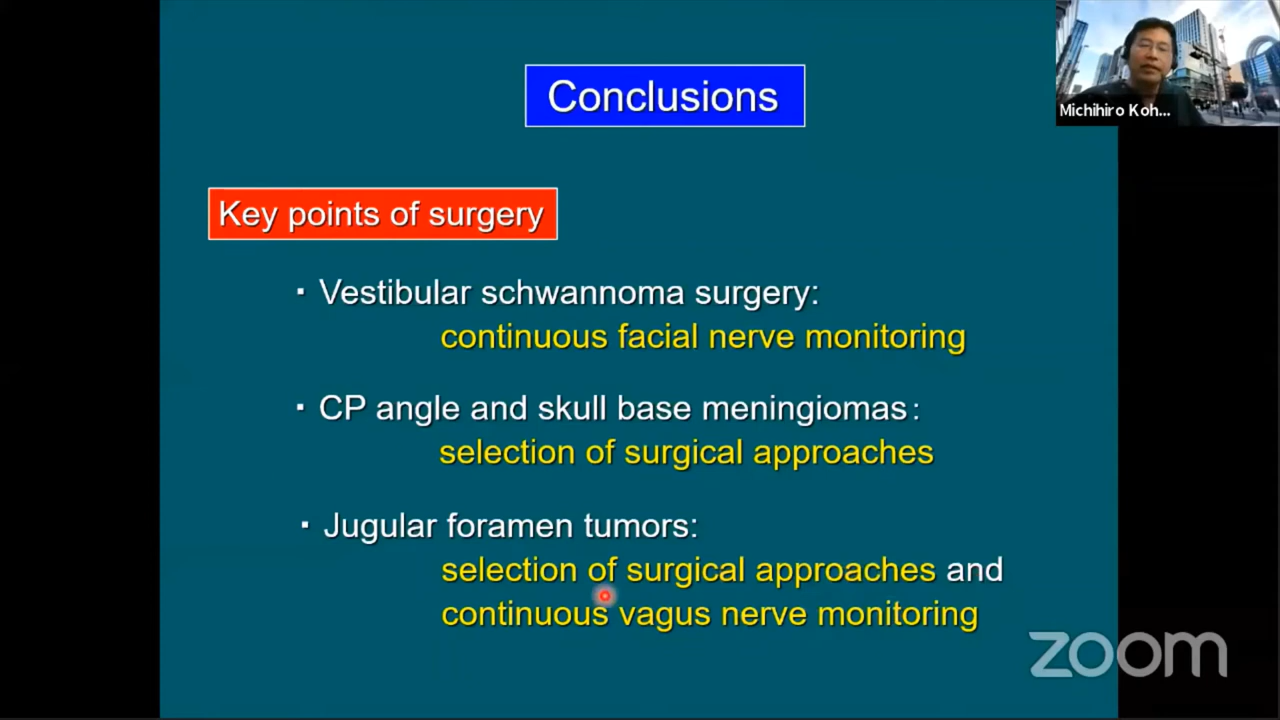 Conclusions
Michihiro Koh...
Key points of surgery
・Vestibular schwannoma surgery:
continuous facial nerve monitoring
・CP angle and skull base meningiomas:
selection of surgical approaches
・Jugular foramen tumors:
selection of surgical approaches and
continuous vagus nerve monitoring
zoom